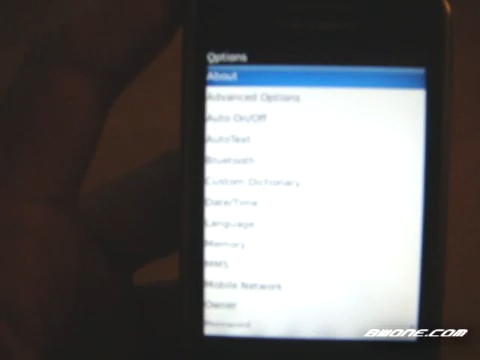 Options
About
Advanced Options
Auto On/Off
AutoText
Bluetooth
Custom Dictionary
Date/Time
Language
Memory
MMS
Mobile Network
Owner
Password
BWONE.COM